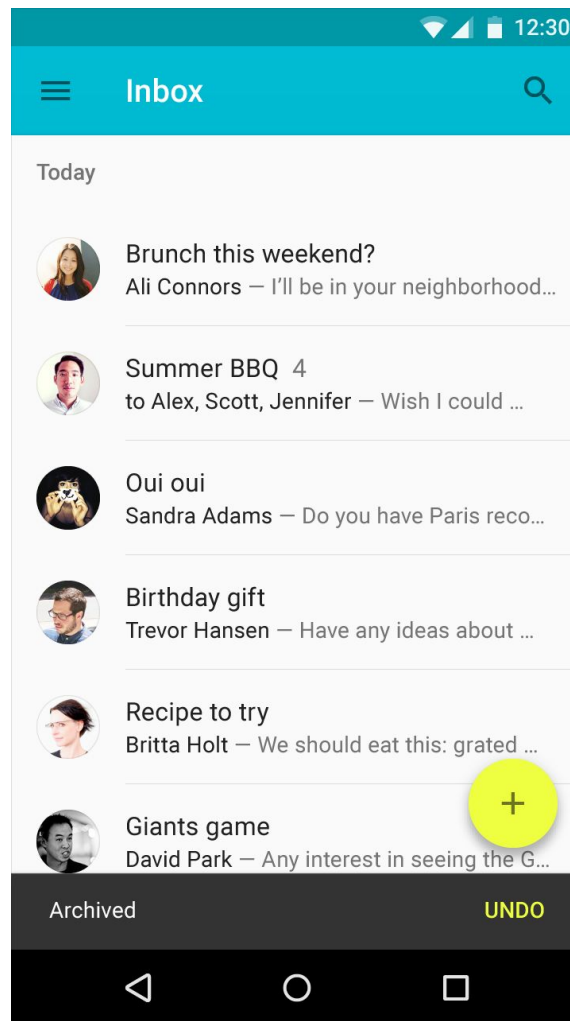 12:30
Inbox
Today
Brunch this weekend?
Ali Connors — I'll be in your neighborhood…
Summer BBQ 4
to Alex, Scott, Jennifer — Wish I could …
Oui oui
Sandra Adams — Do you have Paris reco…
Birthday gift
Trevor Hansen — Have any ideas about …
Recipe to try
Britta Holt — We should eat this: grated …
Giants game
David Park — Any interest in seeing the G…
Archived UNDO